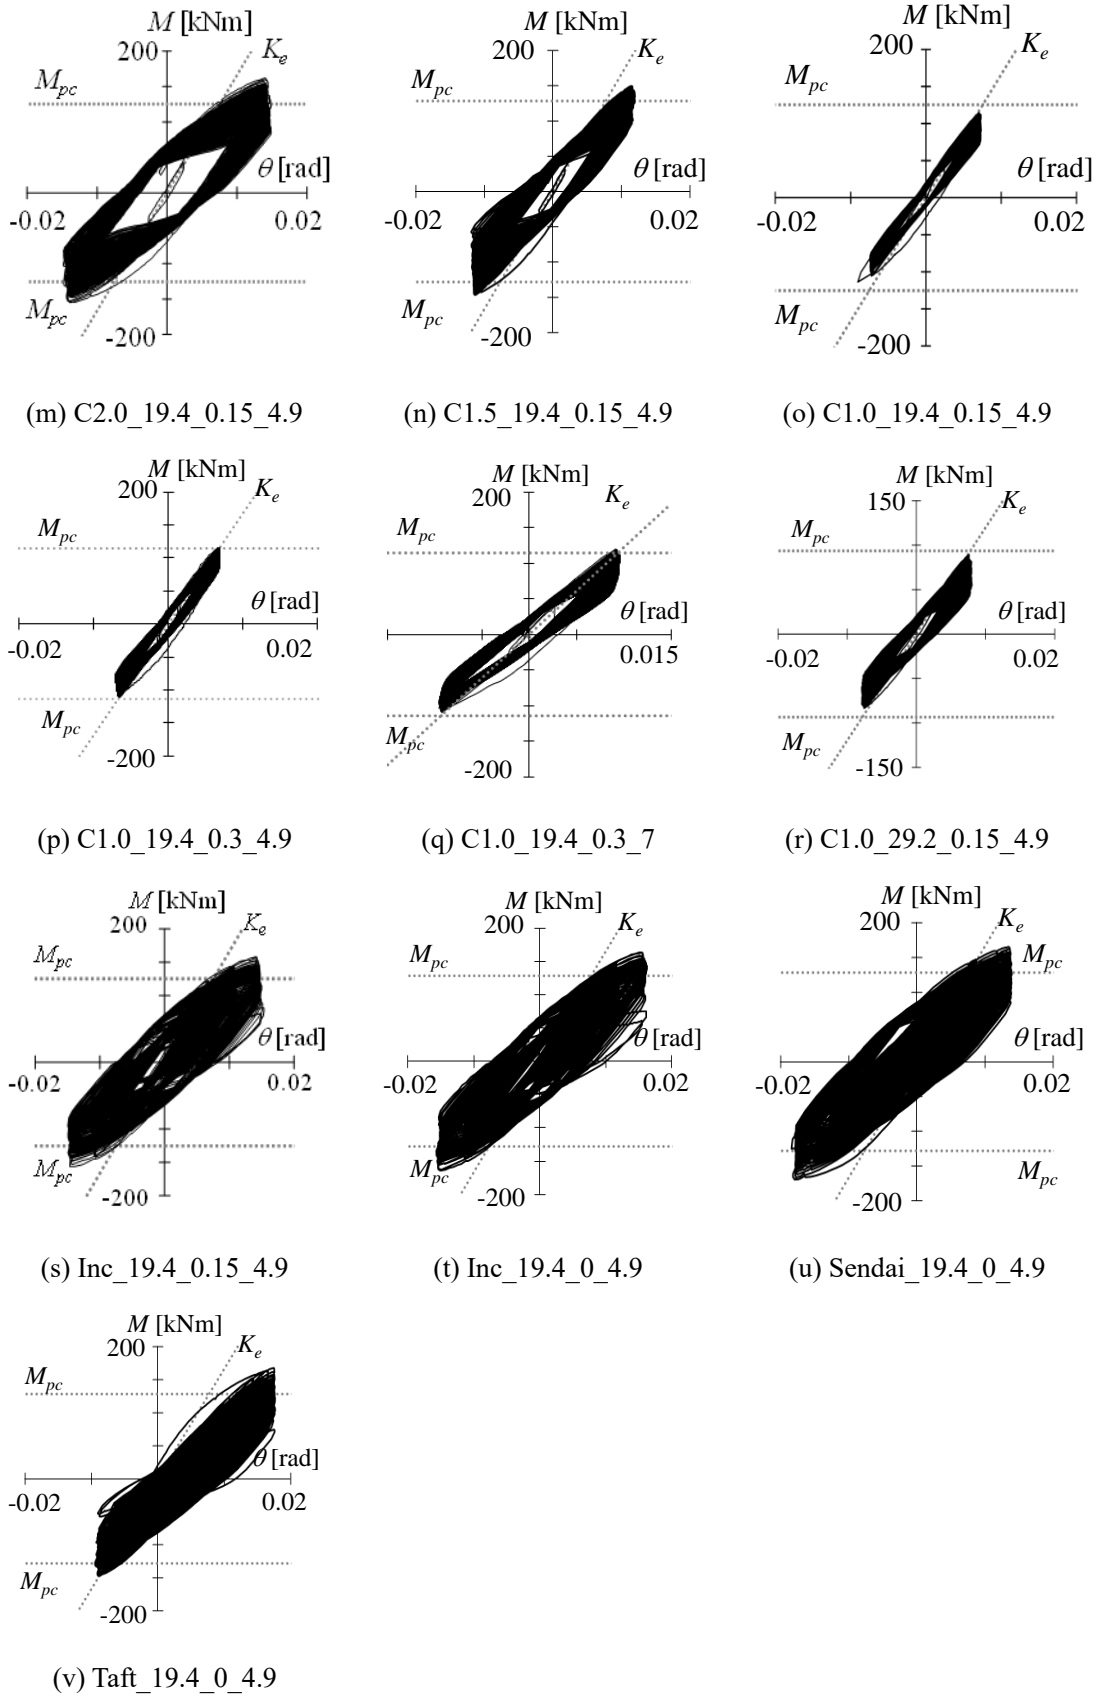 M [kNm]
200
K_e
M_pc
θ [rad]
-0.02
0.02
M_pc
-200
(m) C2.0_19.4_0.15_4.9
M [kNm]
200
K_e
M_pc
θ [rad]
-0.02
0.02
M_pc
-200
(n) C1.5_19.4_0.15_4.9
M [kNm]
200
K_e
M_pc
θ [rad]
-0.02
0.02
M_pc
-200
(o) C1.0_19.4_0.15_4.9
M [kNm]
200
K_e
M_pc
θ [rad]
-0.02
0.02
M_pc
-200
(p) C1.0_19.4_0.3_4.9
M [kNm]
200
K_e
M_pc
θ [rad]
0.015
M_pc
-200
(q) C1.0_19.4_0.3_7
M [kNm]
150
K_e
M_pc
θ [rad]
-0.02
0.02
M_pc
-150
(r) C1.0_29.2_0.15_4.9
M [kNm]
200
K_e
M_pc
θ [rad]
-0.02
0.02
M_pc
-200
(s) Inc_19.4_0.15_4.9
M [kNm]
200
K_e
M_pc
θ [rad]
-0.02
0.02
M_pc
-200
(t) Inc_19.4_0_4.9
M [kNm]
200
K_e
M_pc
θ [rad]
-0.02
0.02
M_pc
-200
(u) Sendai_19.4_0_4.9
M [kNm]
200
K_e
M_pc
θ [rad]
-0.02
0.02
M_pc
-200
(v) Taft_19.4_0_4.9